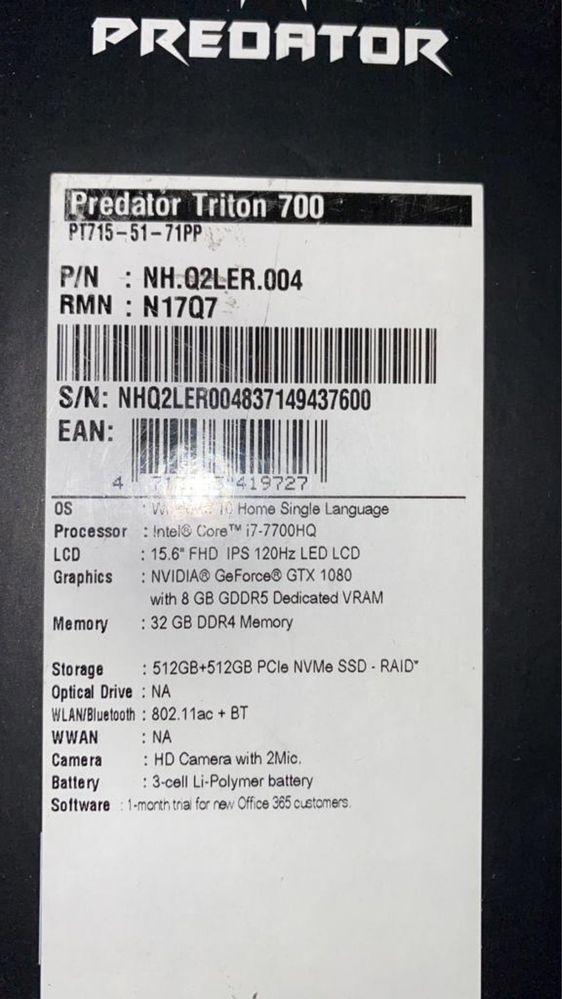 PREDATOR
Predator Triton 700
PT715-51-71PP
P/N : NH.Q2LER.004
RMN : N17Q7
S/N: NHQ2LER004837149437600
EAN:
4 419727
OS : Windows 10 Home Single Language
Processor : Intel® Core™ i7-7700HQ
LCD : 15.6" FHD IPS 120Hz LED LCD
Graphics : NVIDIA® GeForce® GTX 1080
with 8 GB GDDR5 Dedicated VRAM
Memory : 32 GB DDR4 Memory
Storage : 512GB+512GB PCIe NVMe SSD - RAID*
Optical Drive : NA
WLAN/Bluetooth : 802.11ac + BT
WWAN : NA
Camera : HD Camera with 2Mic.
Battery : 3-cell Li-Polymer battery
Software : 1-month trial for new Office 365 customers.